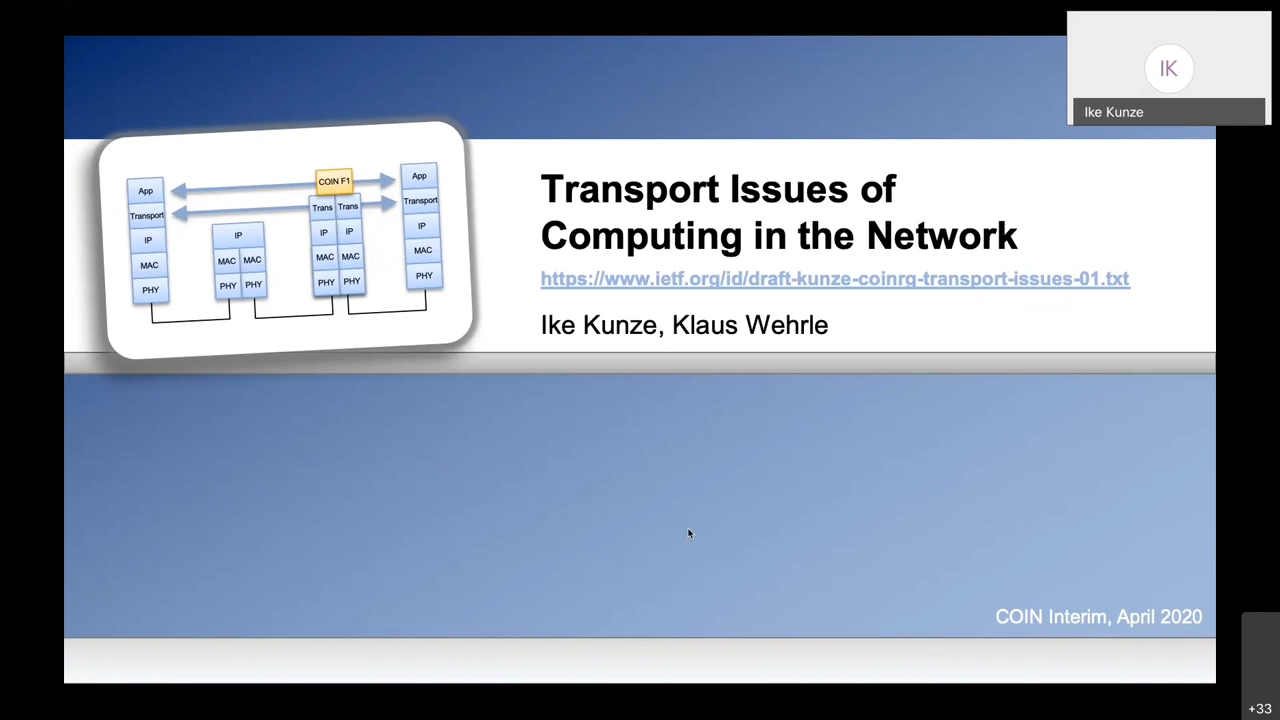 IK
Ike Kunze
App
Transport
IP
MAC
PHY
IP
MAC MAC
PHY PHY
COIN F1
Trans Trans
IP IP
MAC MAC
PHY PHY
App
Transport
IP
MAC
PHY
Transport Issues of
Computing in the Network
https://www.ietf.org/id/draft-kunze-coinrg-transport-issues-01.txt
Ike Kunze, Klaus Wehrle
COIN Interim, April 2020
+33